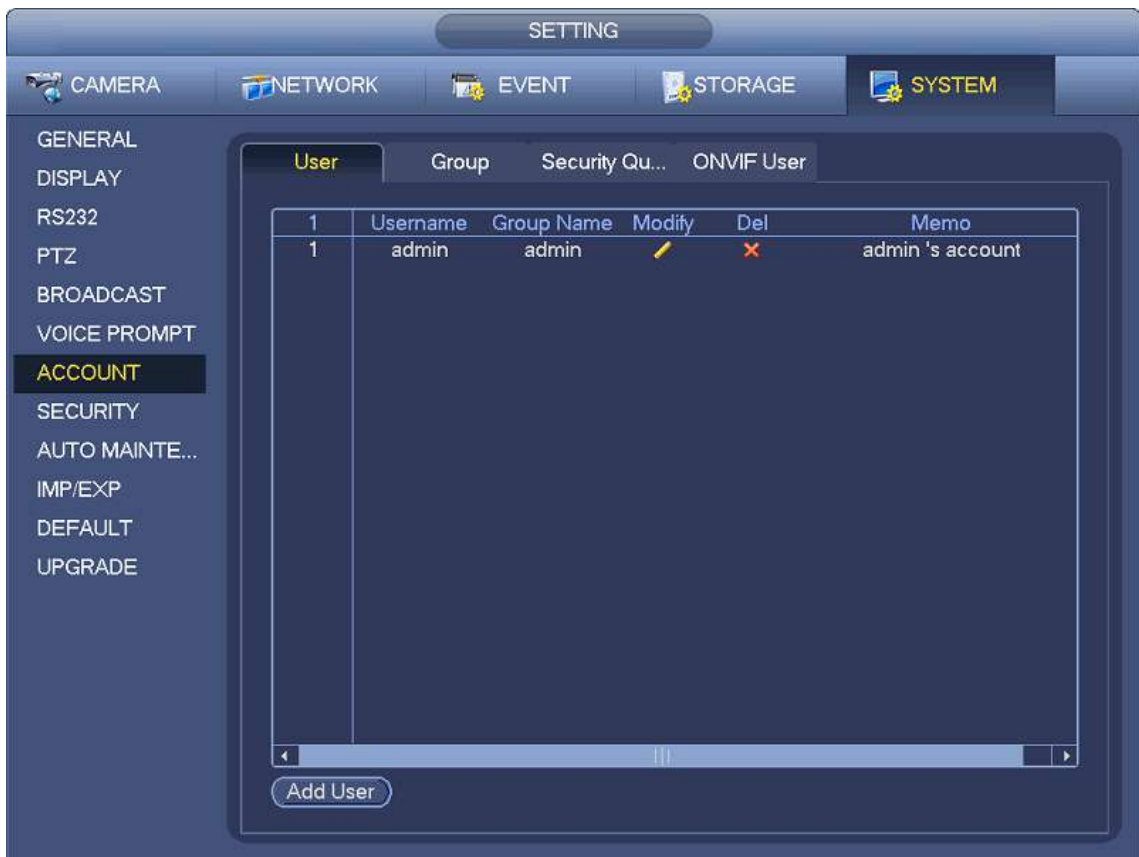 SETTING
CAMERA NETWORK EVENT STORAGE SYSTEM
GENERAL
DISPLAY
RS232
PTZ
BROADCAST
VOICE PROMPT
ACCOUNT
SECURITY
AUTO MAINTE...
IMP/EXP
DEFAULT
UPGRADE
User Group Security Qu... ONVIF User
1 Username Group Name Modify Del Memo
1 admin admin admin 's account
Add User